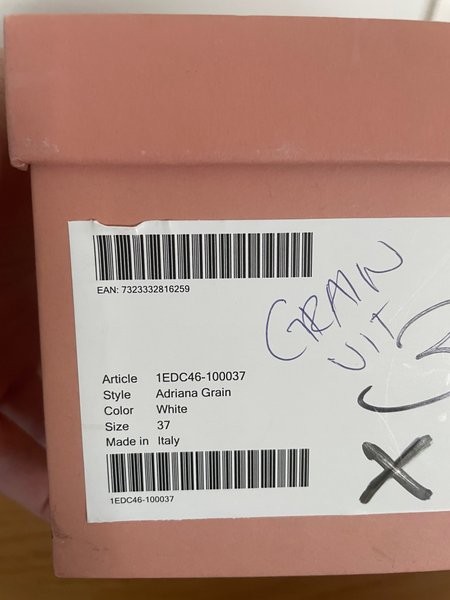 EAN: 7323332816259
GRAIN
VIT
3
Article 1EDC46-100037
Style Adriana Grain
Color White
Size 37
Made in Italy
X
1EDC46-100037